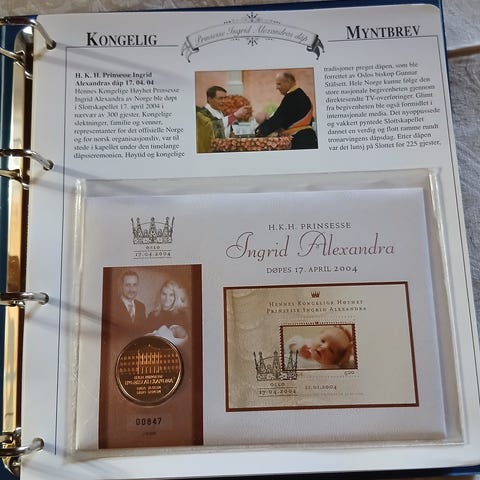 KONGELIG
Prinsesse Ingrid Alexandras dåp
MYNTBREV
H. K. H. Prinsesse Ingrid
Alexandras dåp 17. 04. 04
Hennes Kongelige Høyhet Prinsesse
Ingrid Alexandra av Norge ble døpt
i Slottskapellet 17. april 2004 i
nærvær av 300 gjester. Kongelige
slektninger, familie og venner,
representanter for det offisielle Norge
og for norsk organisasjonsliv, var til
stede i kapellet under den timelange
dåpsseremonien. Høytid og kongelige
tradisjoner preget dåpen, som ble
forrettet av Oslos biskop Gunnar
Stålsett. Hele Norge kunne følge den
store nasjonale begivenheten gjennom
direktesendte TV-overføringer. Glimt
fra begivenheten ble også formidlet i
internasjonale media. Det nyoppussede
og vakkert pyntede Slottskapellet
dannet en verdig og flott ramme rundt
tronarvingens dåpsdag. Etter dåpen
var det lunsj på Slottet for 225 gjester,
OSLO
17.04.2004
H.K.H. PRINSESSE
Ingrid Alexandra
DØPES 17. APRIL 2004
HENNES KONGELIGE HØYHET
PRINSESSE INGRID ALEXANDRA
OSLO
17.04.2004
21.01.2004
INGRID ALEXANDRA
00847